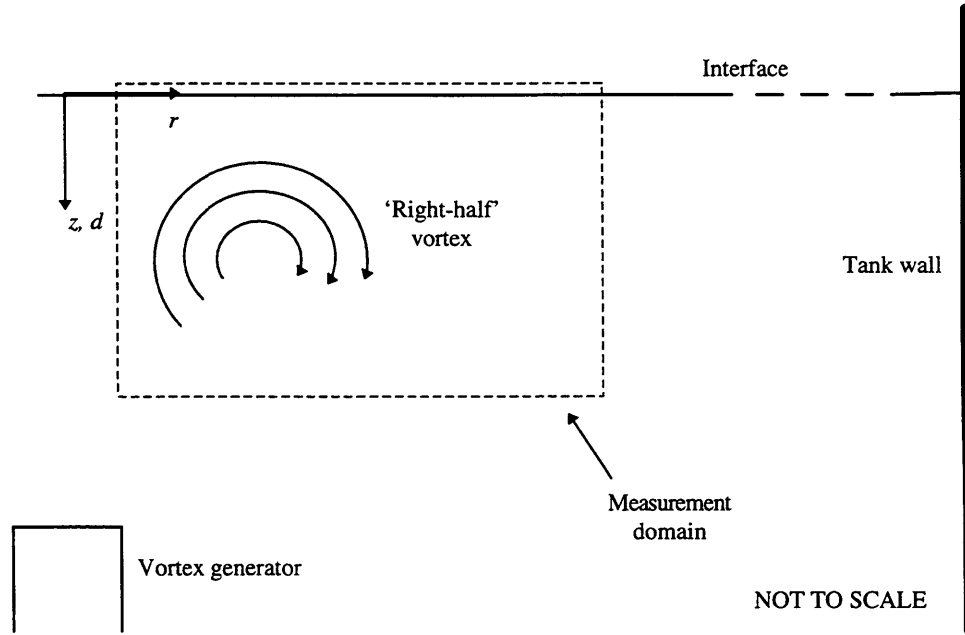 Interface
r
z, d
‘Right-half’
vortex
Tank wall
Measurement
domain
Vortex generator
NOT TO SCALE